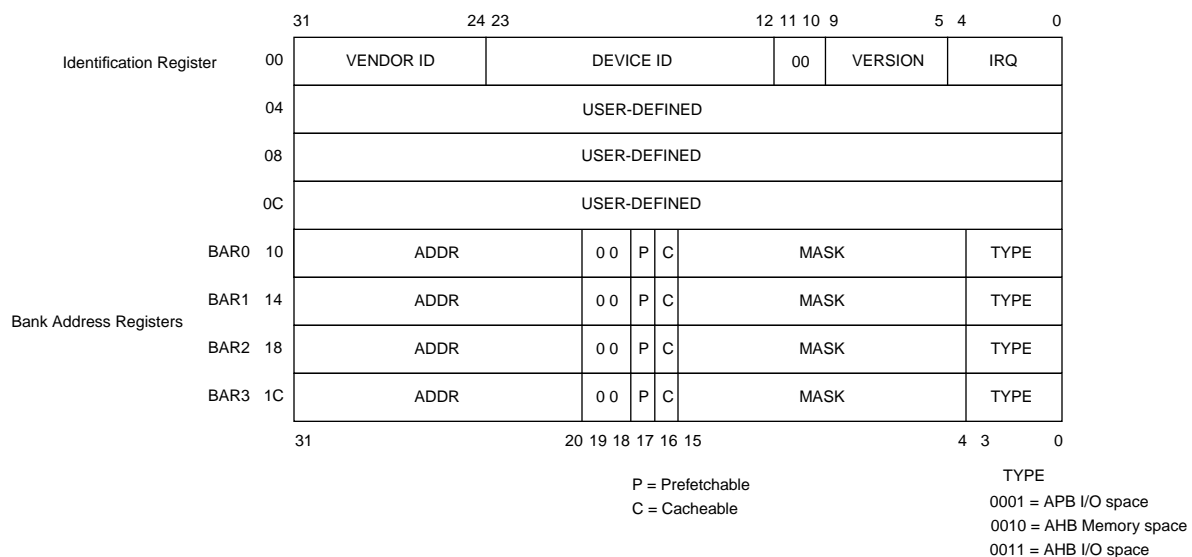 31 24 23 12 11 10 9 5 4 0
Identification Register 00 VENDOR ID DEVICE ID 00 VERSION IRQ
04 USER-DEFINED
08 USER-DEFINED
0C USER-DEFINED
BAR0 10 ADDR 0 0 P C MASK TYPE
BAR1 14 ADDR 0 0 P C MASK TYPE
Bank Address Registers
BAR2 18 ADDR 0 0 P C MASK TYPE
BAR3 1C ADDR 0 0 P C MASK TYPE
31 20 19 18 17 16 15 4 3 0
P = Prefetchable
C = Cacheable
TYPE
0001 = APB I/O space
0010 = AHB Memory space
0011 = AHB I/O space